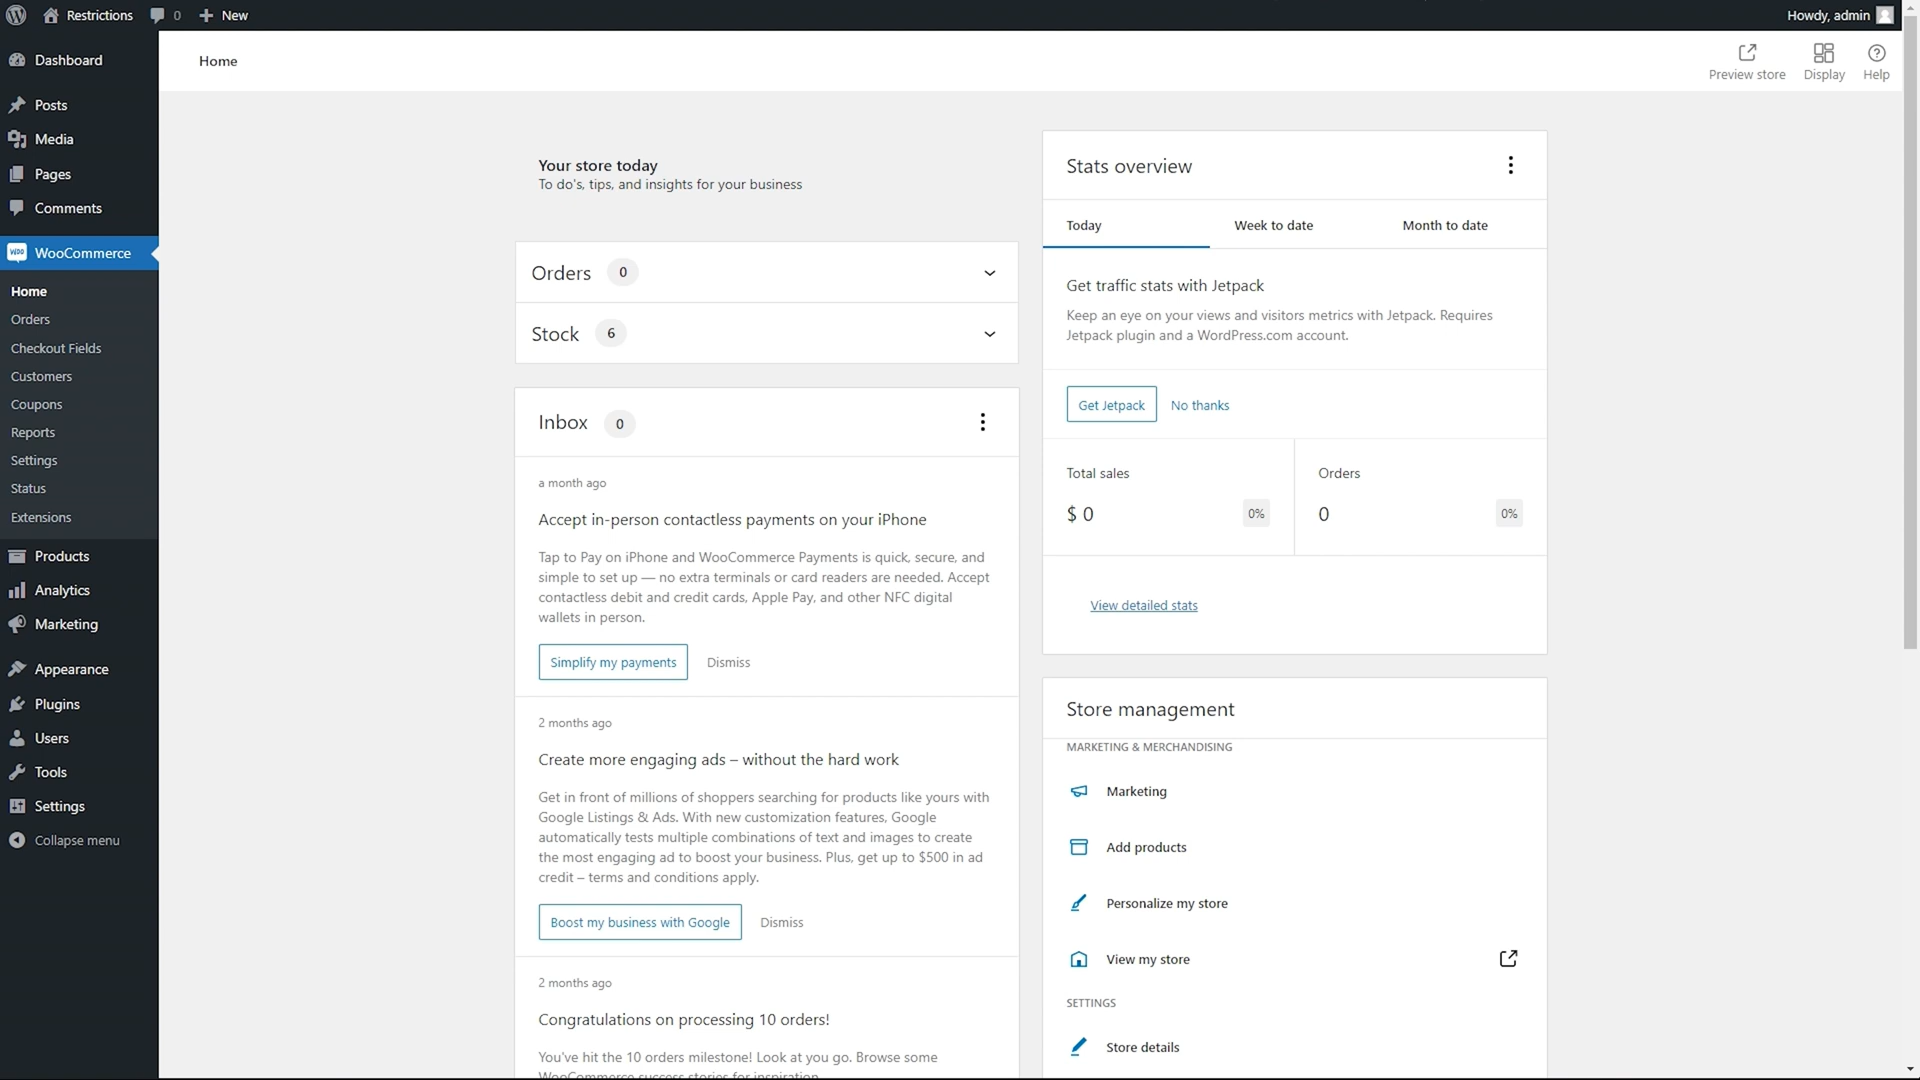 Restrictions
0
New
Howdy, admin
Dashboard
Posts
Media
Pages
Comments
woo
WooCommerce
Home
Orders
Checkout Fields
Customers
Coupons
Reports
Settings
Status
Extensions
Products
Analytics
Marketing
Appearance
Plugins
Users
Tools
Settings
Collapse menu
Home
Preview store
Display
Help
Your store today
To do's, tips, and insights for your business
Orders 0
Stock 6
Inbox 0
a month ago
Accept in-person contactless payments on your iPhone
Tap to Pay on iPhone and WooCommerce Payments is quick, secure, and
simple to set up — no extra terminals or card readers are needed. Accept
contactless debit and credit cards, Apple Pay, and other NFC digital
wallets in person.
Simplify my payments
Dismiss
2 months ago
Create more engaging ads – without the hard work
Get in front of millions of shoppers searching for products like yours with
Google Listings & Ads. With new customization features, Google
automatically tests multiple combinations of text and images to create
the most engaging ad to boost your business. Plus, get up to $500 in ad
credit – terms and conditions apply.
Boost my business with Google
Dismiss
2 months ago
Congratulations on processing 10 orders!
You've hit the 10 orders milestone! Look at you go. Browse some
WooCommerce success stories for inspiration.
Stats overview
Today
Week to date
Month to date
Get traffic stats with Jetpack
Keep an eye on your views and visitors metrics with Jetpack. Requires
Jetpack plugin and a WordPress.com account.
Get Jetpack
No thanks
Total sales
$ 0
0%
Orders
0
0%
View detailed stats
Store management
MARKETING & MERCHANDISING
Marketing
Add products
Personalize my store
View my store
SETTINGS
Store details